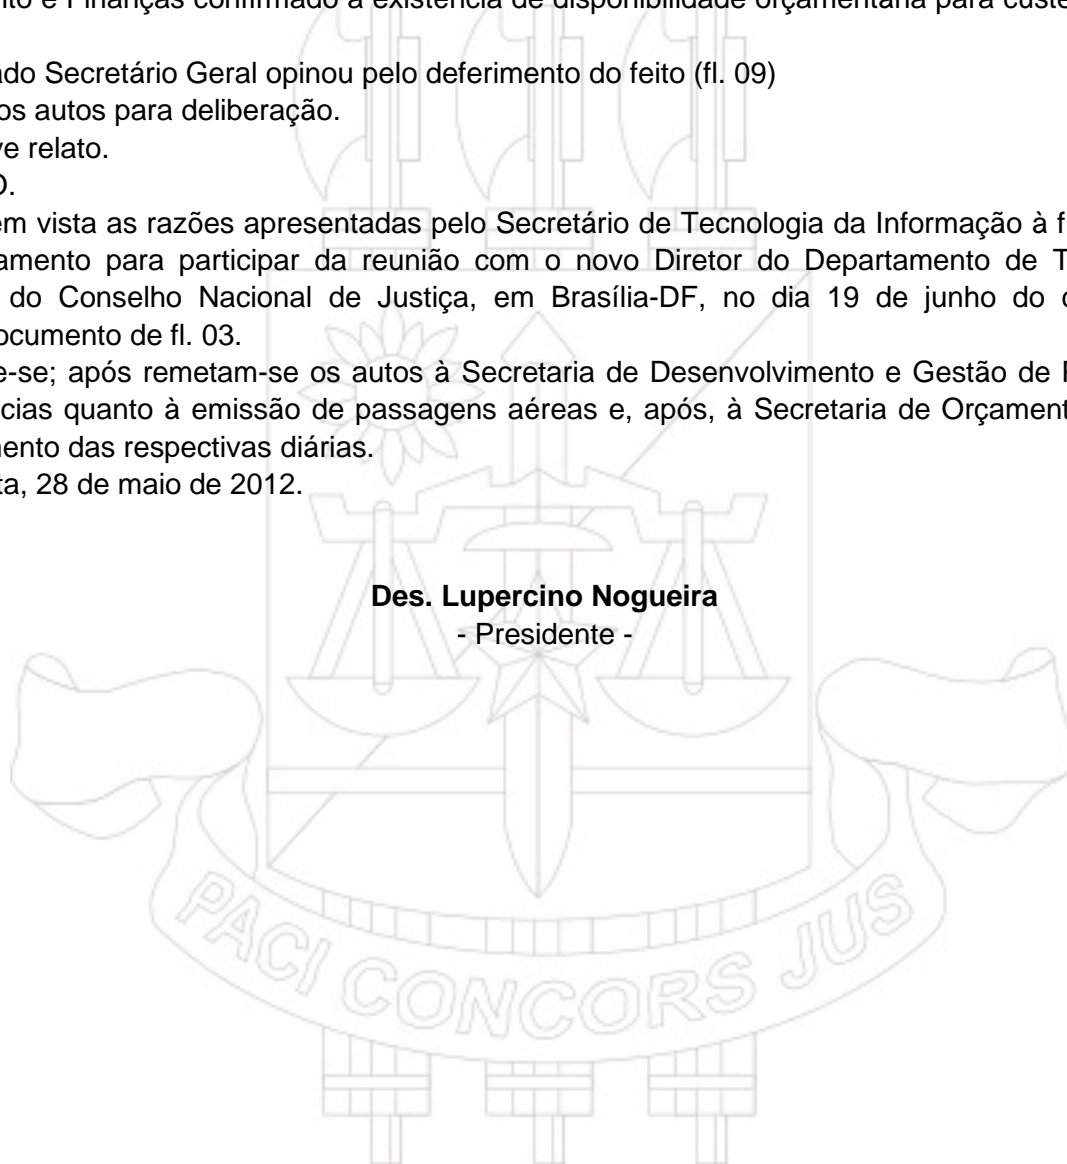 ito e Finanças confirmado a existência de disponibilidade orçamentária para custe
ado Secretário Geral opinou pelo deferimento do feito (fl. 09)
os autos para deliberação.
ve relato.
O.
em vista as razões apresentadas pelo Secretário de Tecnologia da Informação à f
amento para participar da reunião com o novo Diretor do Departamento de T
do Conselho Nacional de Justiça, em Brasília-DF, no dia 19 de junho do c
ocumento de fl. 03.
e-se; após remetam-se os autos à Secretaria de Desenvolvimento e Gestão de
cias quanto à emissão de passagens aéreas e, após, à Secretaria de Orçament
mento das respectivas diárias.
ta, 28 de maio de 2012.
Des. Lupercino Nogueira
- Presidente -
PACI CONCORS JUS